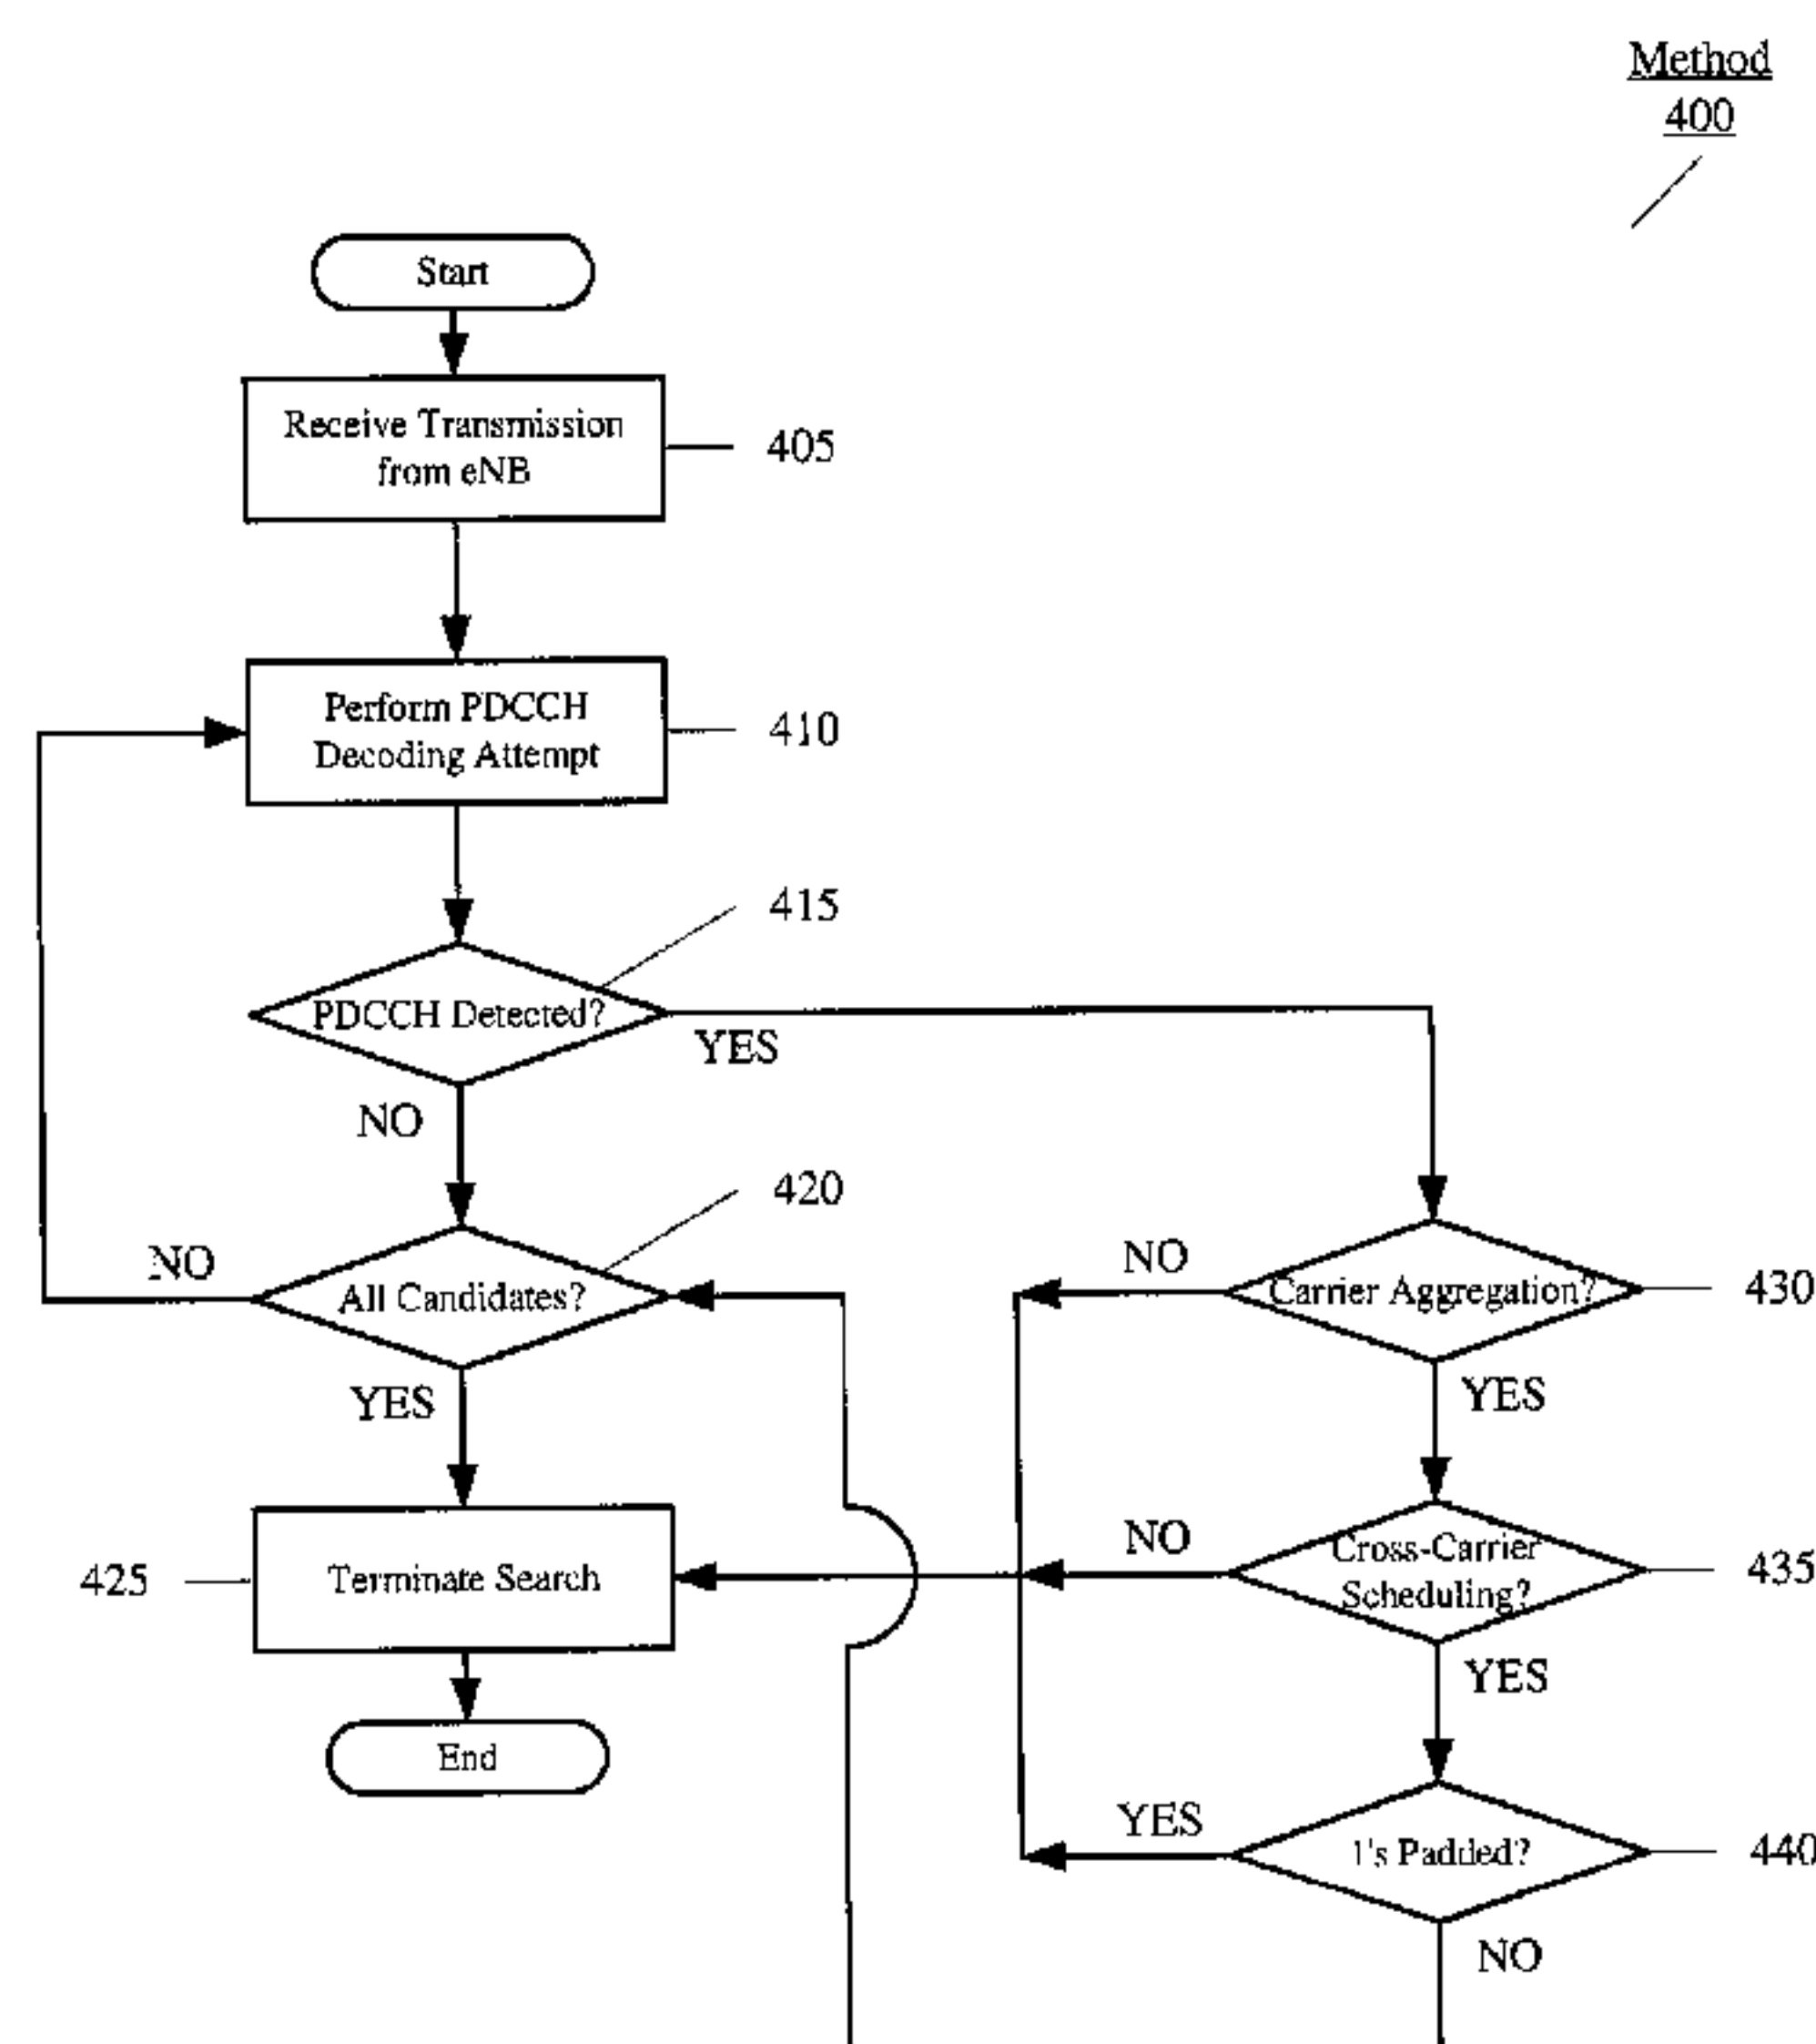 Method
400
Start
Receive Transmission
from eNB
405
Perform PDCCH
Decoding Attempt
410
415
PDCCH Detected?
YES
NO
420
NO
All Candidates?
NO
Carrier Aggregation?
430
YES
YES
425
Terminate Search
NO
Cross-Carrier
Scheduling?
435
YES
End
YES
1's Padded?
440
NO